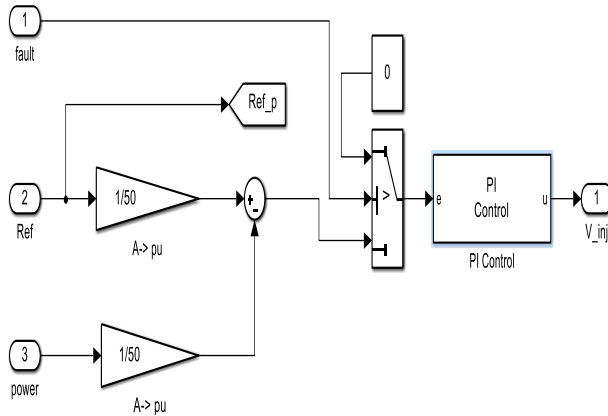 1
fault
0
Ref_p
>
2
Ref
1/50
A-> pu
+
-
e
PI
Control
u
PI Control
1
V_inj
3
power
1/50
A-> pu